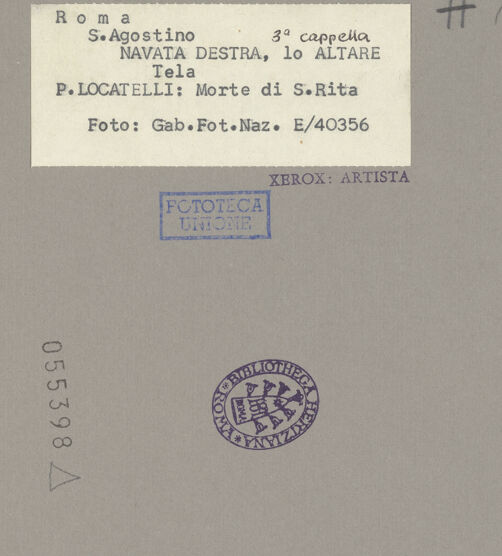 #
Roma
S.Agostino 3ª cappella
NAVATA DESTRA, lo ALTARE
Tela
P.LOCATELLI: Morte di S.Rita
Foto: Gab.Fot.Naz. E/40356
XEROX: ARTISTA
FOTOTECA
UNIONE
055398
BIBLIOTHECA HERTZIANA * ROMA *